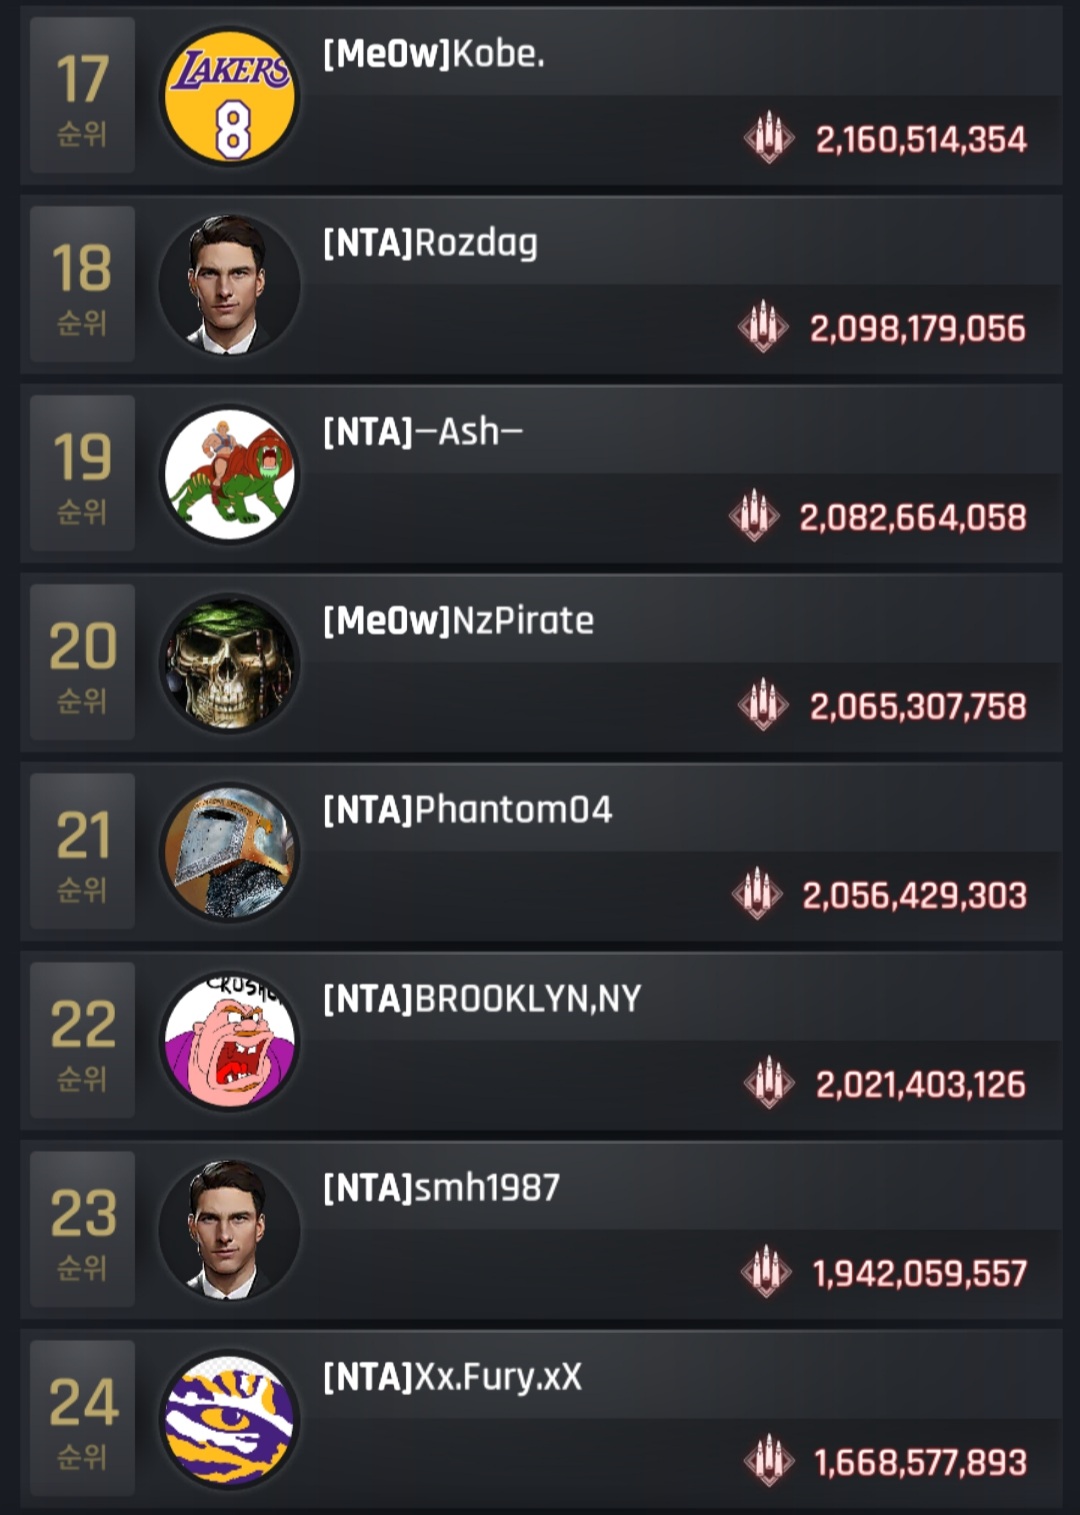 17
순위
LAKERS
8
[Me0w]Kobe.
2,160,514,354
18
순위
[NTA]Rozdag
2,098,179,056
19
순위
[NTA]—Ash—
2,082,664,058
20
순위
[Me0w]NzPirate
2,065,307,758
21
순위
[NTA]Phantom04
2,056,429,303
22
순위
[NTA]BROOKLYN,NY
2,021,403,126
23
순위
[NTA]smh1987
1,942,059,557
24
순위
[NTA]Xx.Fury.xX
1,668,577,893